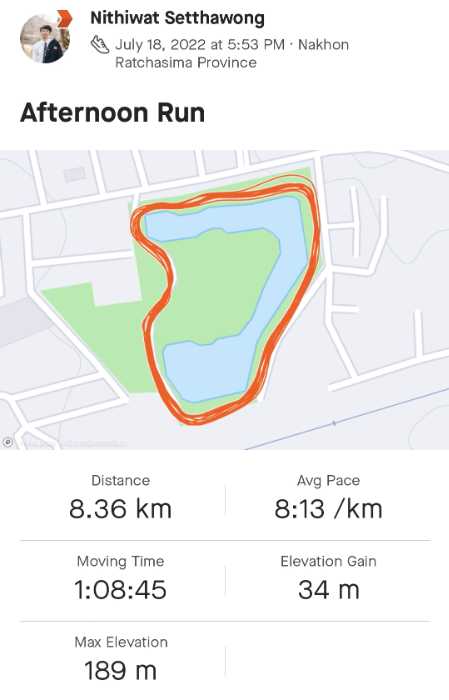 Nithiwat Setthawong
July 18, 2022 at 5:53 PM · Nakhon
Ratchasima Province
Afternoon Run
Distance
8.36 km
Avg Pace
8:13 /km
Moving Time
1:08:45
Elevation Gain
34 m
Max Elevation
189 m